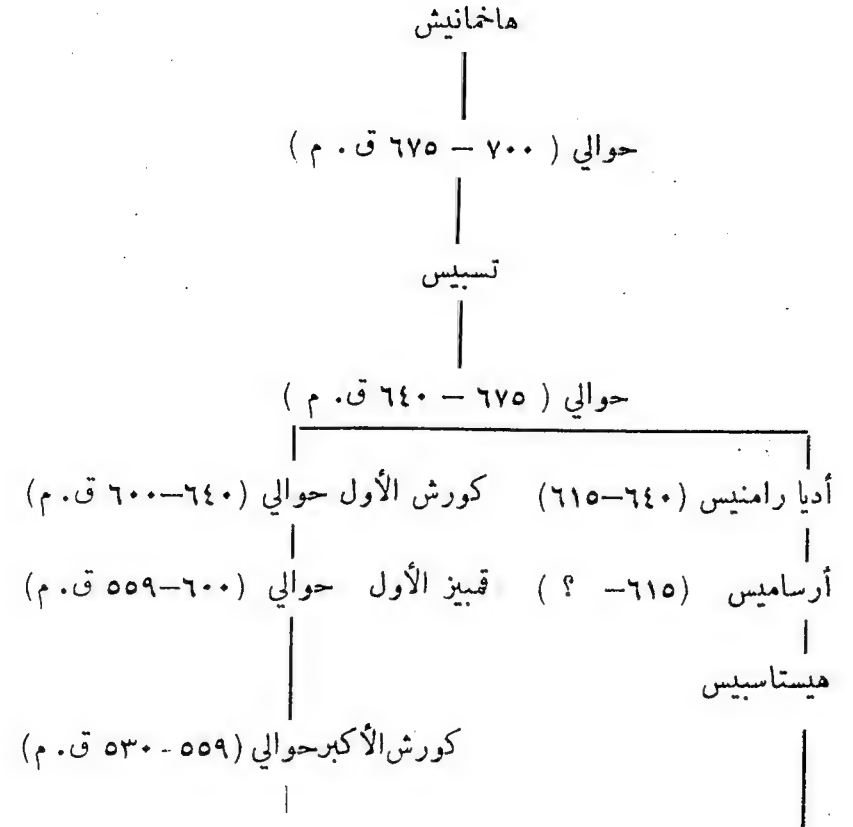 هاخمانيش
حوالي ( ٧٠٠ — ٦٧٥ ق . م )
تسبيس
حوالي ( ٦٧٥ — ٦٤٠ ق. م )
أديا رامنيس (٦٤٠—٦١٥) كورش الأول حوالي (٦٤٠—٦٠٠ ق. م)
أرساميس (٦١٥— ؟ ) قمبيز الأول حوالي (٦٠٠—٥٥٩ ق. م)
هيستاسبيس
كورش الأكبر حوالي (٥٥٩ - ٥٣٠ ق. م)